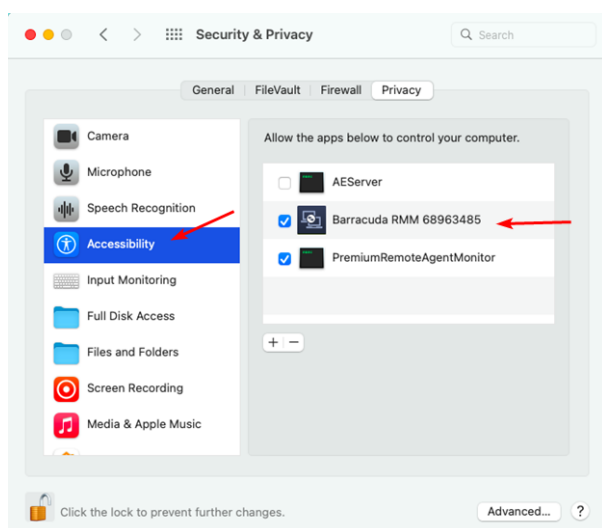 Security & Privacy
Search
General FileVault Firewall Privacy
Camera
Microphone
Speech Recognition
Accessibility
Input Monitoring
Full Disk Access
Files and Folders
Screen Recording
Media & Apple Music
Allow the apps below to control your computer.
AEServer
Barracuda RMM 68963485
PremiumRemoteAgentMonitor
+ −
Click the lock to prevent further changes.
Advanced... ?